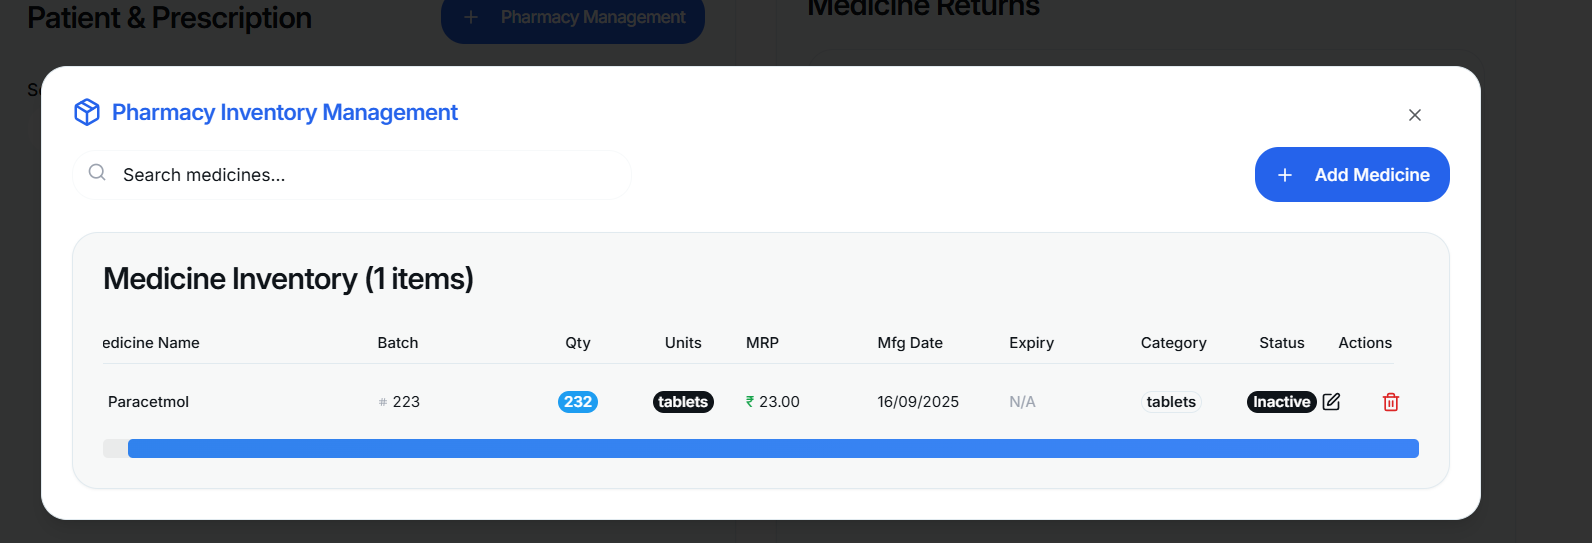 Patient & Prescription
+ Pharmacy Management
Medicine Returns
Pharmacy Inventory Management
Search medicines...
+ Add Medicine
Medicine Inventory (1 items)
edicine Name Batch Qty Units MRP Mfg Date Expiry Category Status Actions
Paracetmol # 223 232 tablets ₹ 23.00 16/09/2025 N/A tablets Inactive